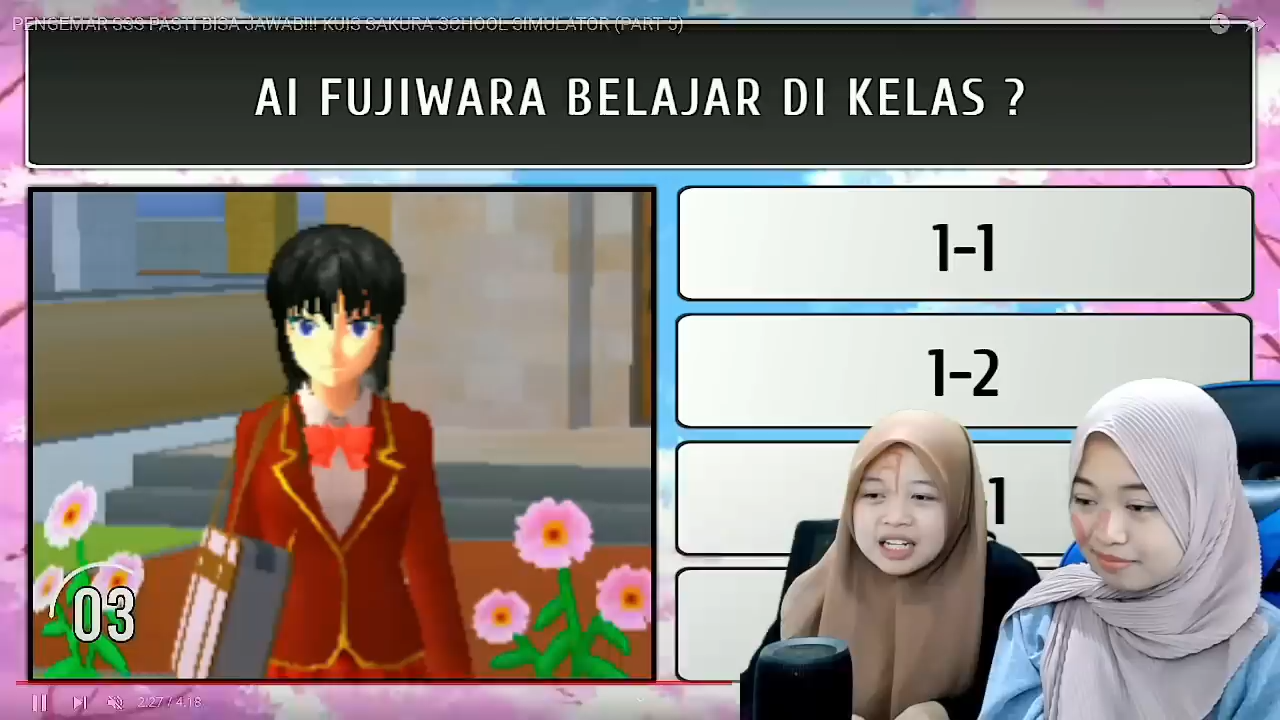 PENGEMAR SSS PASTI BISA JAWAB!!! KUIS SAKURA SCHOOL SIMULATOR (PART 5)
AI FUJIWARA BELAJAR DI KELAS ?
1-1
1-2
-1
03
2:27 / 4:18